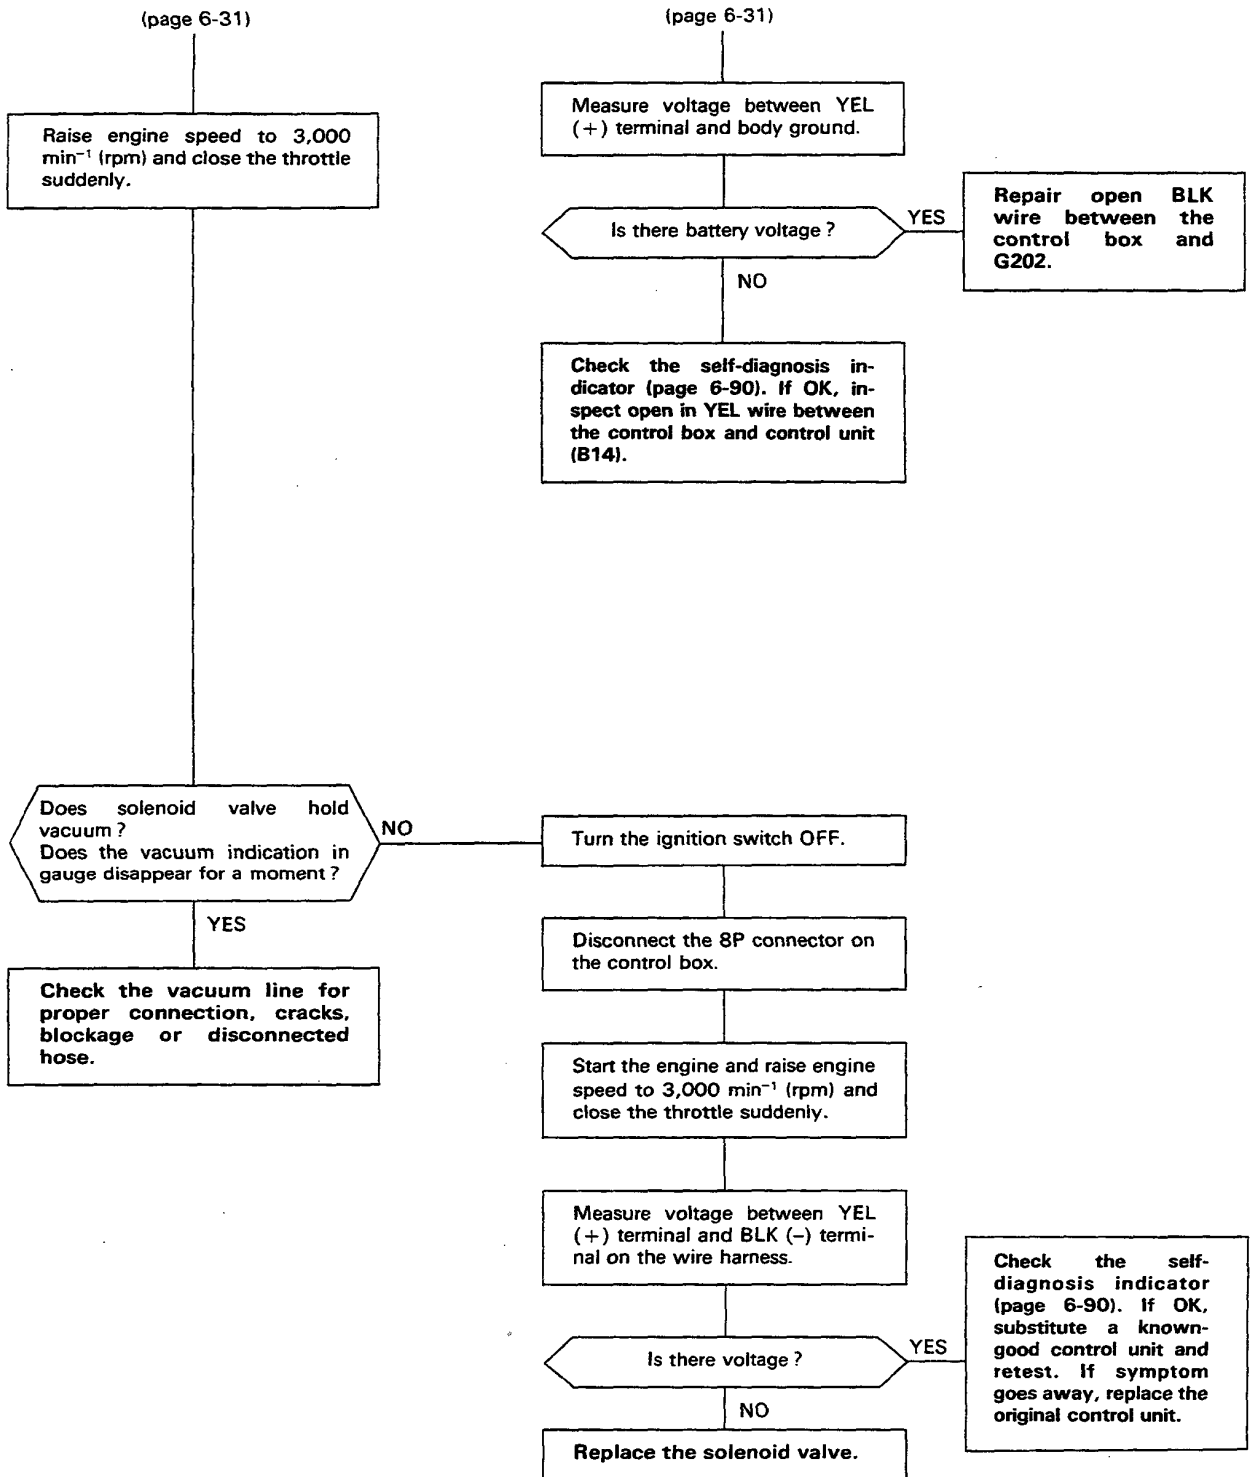 (page 6-31)
Raise engine speed to 3,000
min⁻¹ (rpm) and close the throttle
suddenly.
(page 6-31)
Measure voltage between YEL
(+) terminal and body ground.
Is there battery voltage ?
YES
Repair open BLK
wire between the
control box and
G202.
NO
Check the self-diagnosis in-
dicator (page 6-90). If OK, in-
spect open in YEL wire between
the control box and control unit
(B14).
Does solenoid valve hold
vacuum ?
Does the vacuum indication in
gauge disappear for a moment ?
NO
YES
Check the vacuum line for
proper connection, cracks,
blockage or disconnected
hose.
Turn the ignition switch OFF.
Disconnect the 8P connector on
the control box.
Start the engine and raise engine
speed to 3,000 min⁻¹ (rpm) and
close the throttle suddenly.
Measure voltage between YEL
(+) terminal and BLK (–) termi-
nal on the wire harness.
Is there voltage ?
YES
Check the self-
diagnosis indicator
(page 6-90). If OK,
substitute a known-
good control unit and
retest. If symptom
goes away, replace the
original control unit.
NO
Replace the solenoid valve.